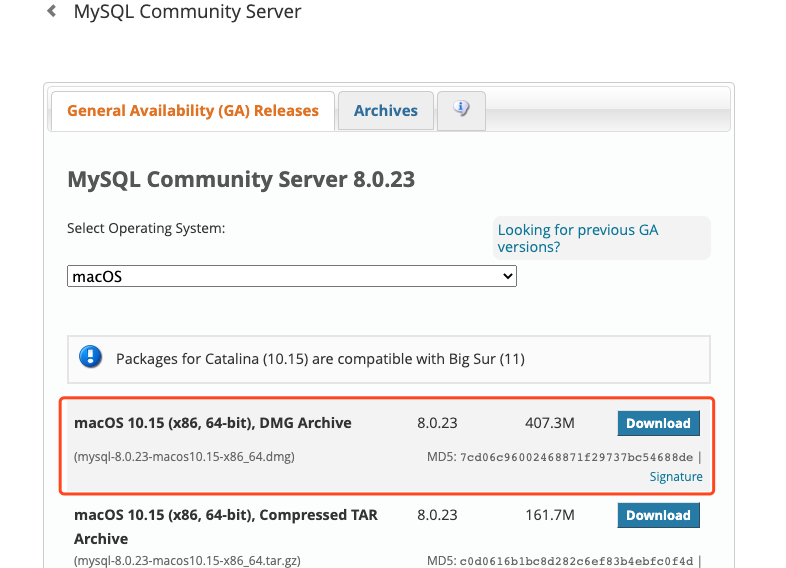 MySQL Community Server
General Availability (GA) Releases
Archives
MySQL Community Server 8.0.23
Select Operating System:
Looking for previous GA
versions?
macOS
Packages for Catalina (10.15) are compatible with Big Sur (11)
macOS 10.15 (x86, 64-bit), DMG Archive 8.0.23 407.3M Download
(mysql-8.0.23-macos10.15-x86_64.dmg) MD5: 7cd06c96002468871f29737bc54688de |
Signature
macOS 10.15 (x86, 64-bit), Compressed TAR 8.0.23 161.7M Download
Archive
(mysql-8.0.23-macos10.15-x86_64.tar.gz) MD5: c0d0616b1bc8d282c6ef83b4ebfc0f4d |